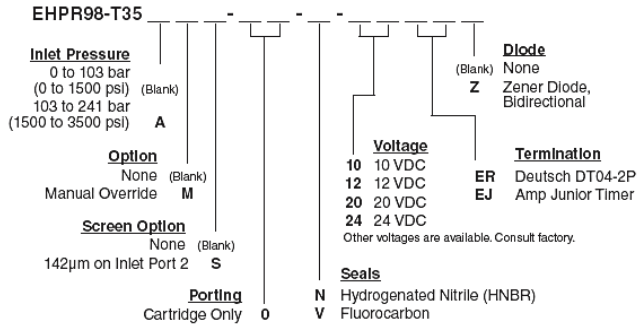 EHPR98-T35 _ _ _ - _ _ - _ - _ _ _ _ _
Inlet Pressure
0 to 103 bar
(0 to 1500 psi) (Blank)
103 to 241 bar
(1500 to 3500 psi) A
Option
None (Blank)
Manual Override M
Screen Option
None (Blank)
142µm on Inlet Port 2 S
Porting
Cartridge Only 0
Seals
N Hydrogenated Nitrile (HNBR)
V Fluorocarbon
Voltage
10 10 VDC
12 12 VDC
20 20 VDC
24 24 VDC
Other voltages are available. Consult factory.
Termination
ER Deutsch DT04-2P
EJ Amp Junior Timer
Diode
(Blank) None
Z Zener Diode,
Bidirectional